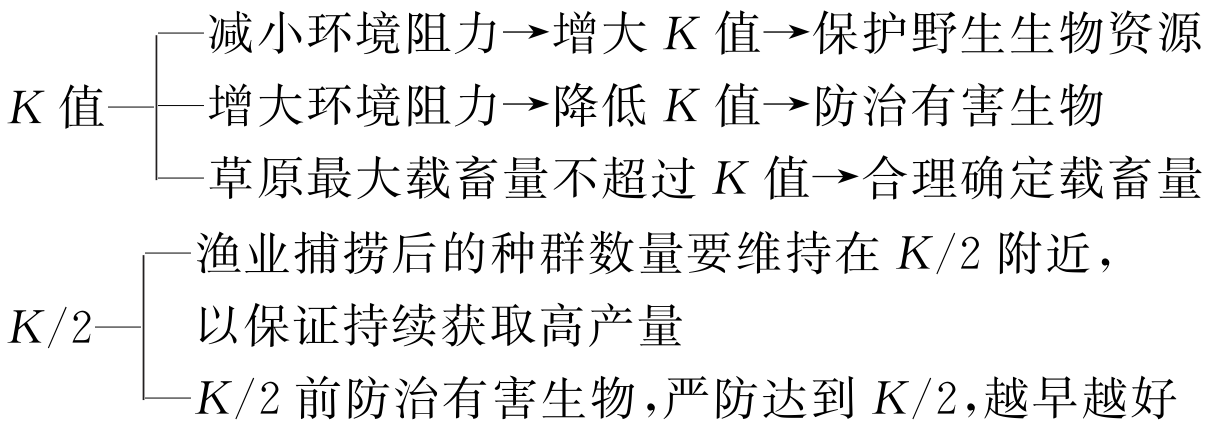 减小环境阻力→增大 K 值→保护野生生物资源
K 值
增大环境阻力→降低 K 值→防治有害生物
草原最大载畜量不超过 K 值→合理确定载畜量
渔业捕捞后的种群数量要维持在 K/2 附近，
K/2
以保证持续获取高产量
K/2 前防治有害生物，严防达到 K/2，越早越好